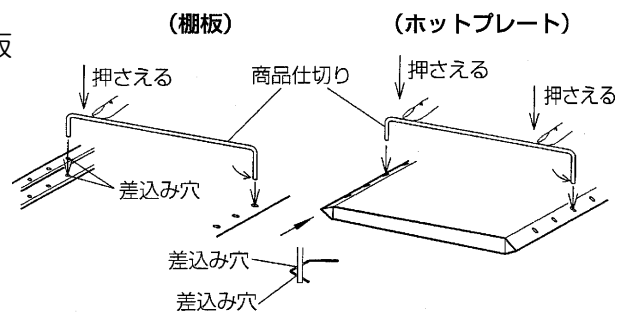 (棚板)
(ホットプレート)
板
押さえる
商品仕切り
押さえる
押さえる
差込み穴
差込み穴
差込み穴